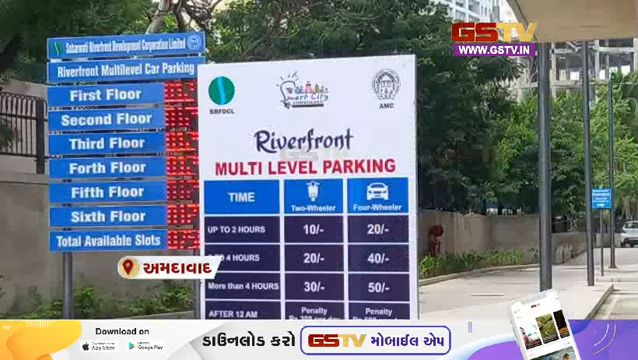 GSTV
WWW.GSTV.IN
Sabarmati Riverfront Development Corporation Limited
Riverfront Multilevel Car Parking
First Floor
Second Floor
Third Floor
Forth Floor
Fifth Floor
Sixth Floor
Total Available Slots
SRFDCL
Smart City
AMC
Riverfront
MULTI LEVEL PARKING
TIME Two-Wheeler Four-Wheeler
UP TO 2 HOURS 10/- 20/-
4 HOURS 20/- 40/-
More than 4 HOURS 30/- 50/-
AFTER 12 AM Penalty Penalty
અમદાવાદ
Download on
App Store Google Play
ડાઉનલોડ કરો GSTV મોબાઈલ એપ